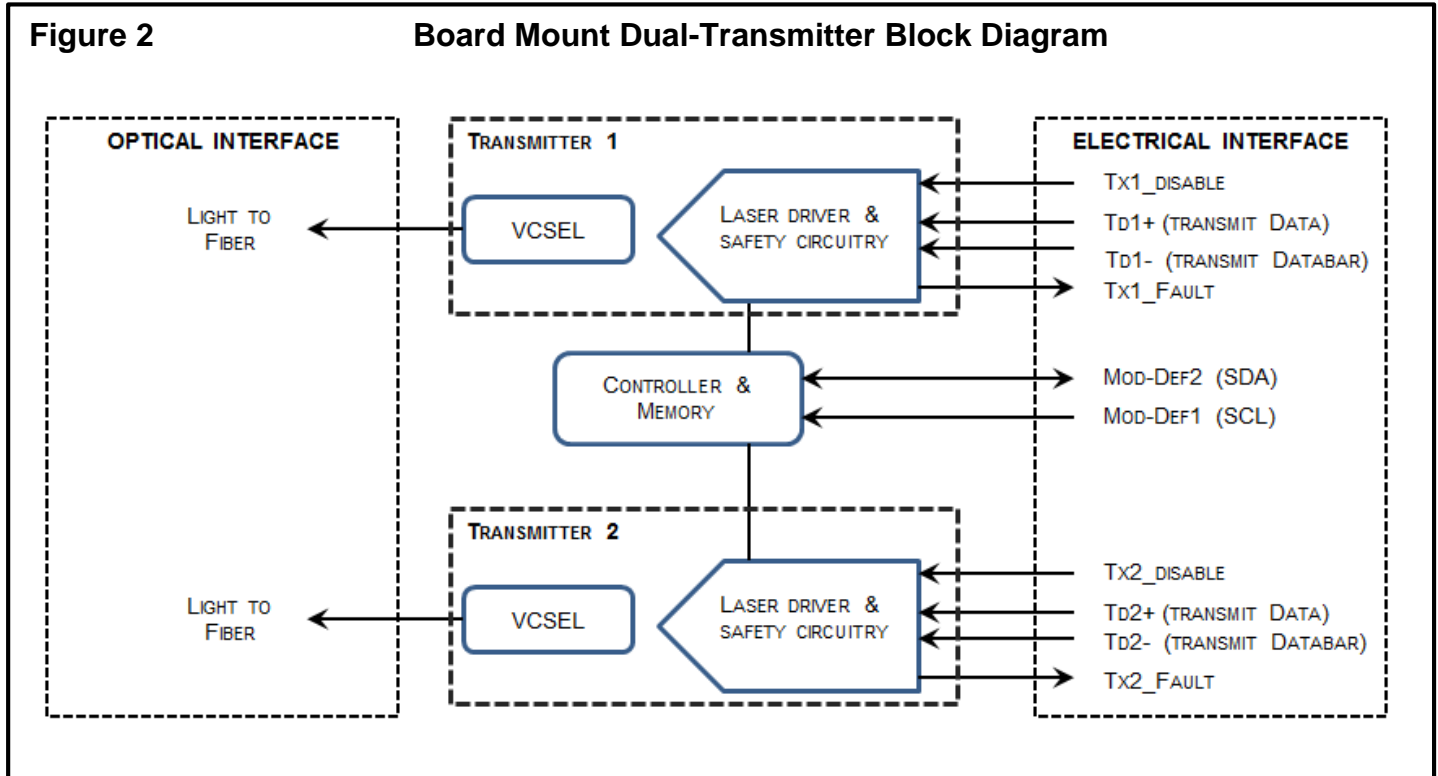 Figure 2 Board Mount Dual-Transmitter Block Diagram
OPTICAL INTERFACE
LIGHT TO
FIBER
LIGHT TO
FIBER
TRANSMITTER 1
VCSEL
LASER DRIVER &
SAFETY CIRCUITRY
CONTROLLER &
MEMORY
TRANSMITTER 2
VCSEL
LASER DRIVER &
SAFETY CIRCUITRY
ELECTRICAL INTERFACE
TX1_DISABLE
TD1+ (TRANSMIT DATA)
TD1- (TRANSMIT DATABAR)
TX1_FAULT
MOD-DEF2 (SDA)
MOD-DEF1 (SCL)
TX2_DISABLE
TD2+ (TRANSMIT DATA)
TD2- (TRANSMIT DATABAR)
TX2_FAULT